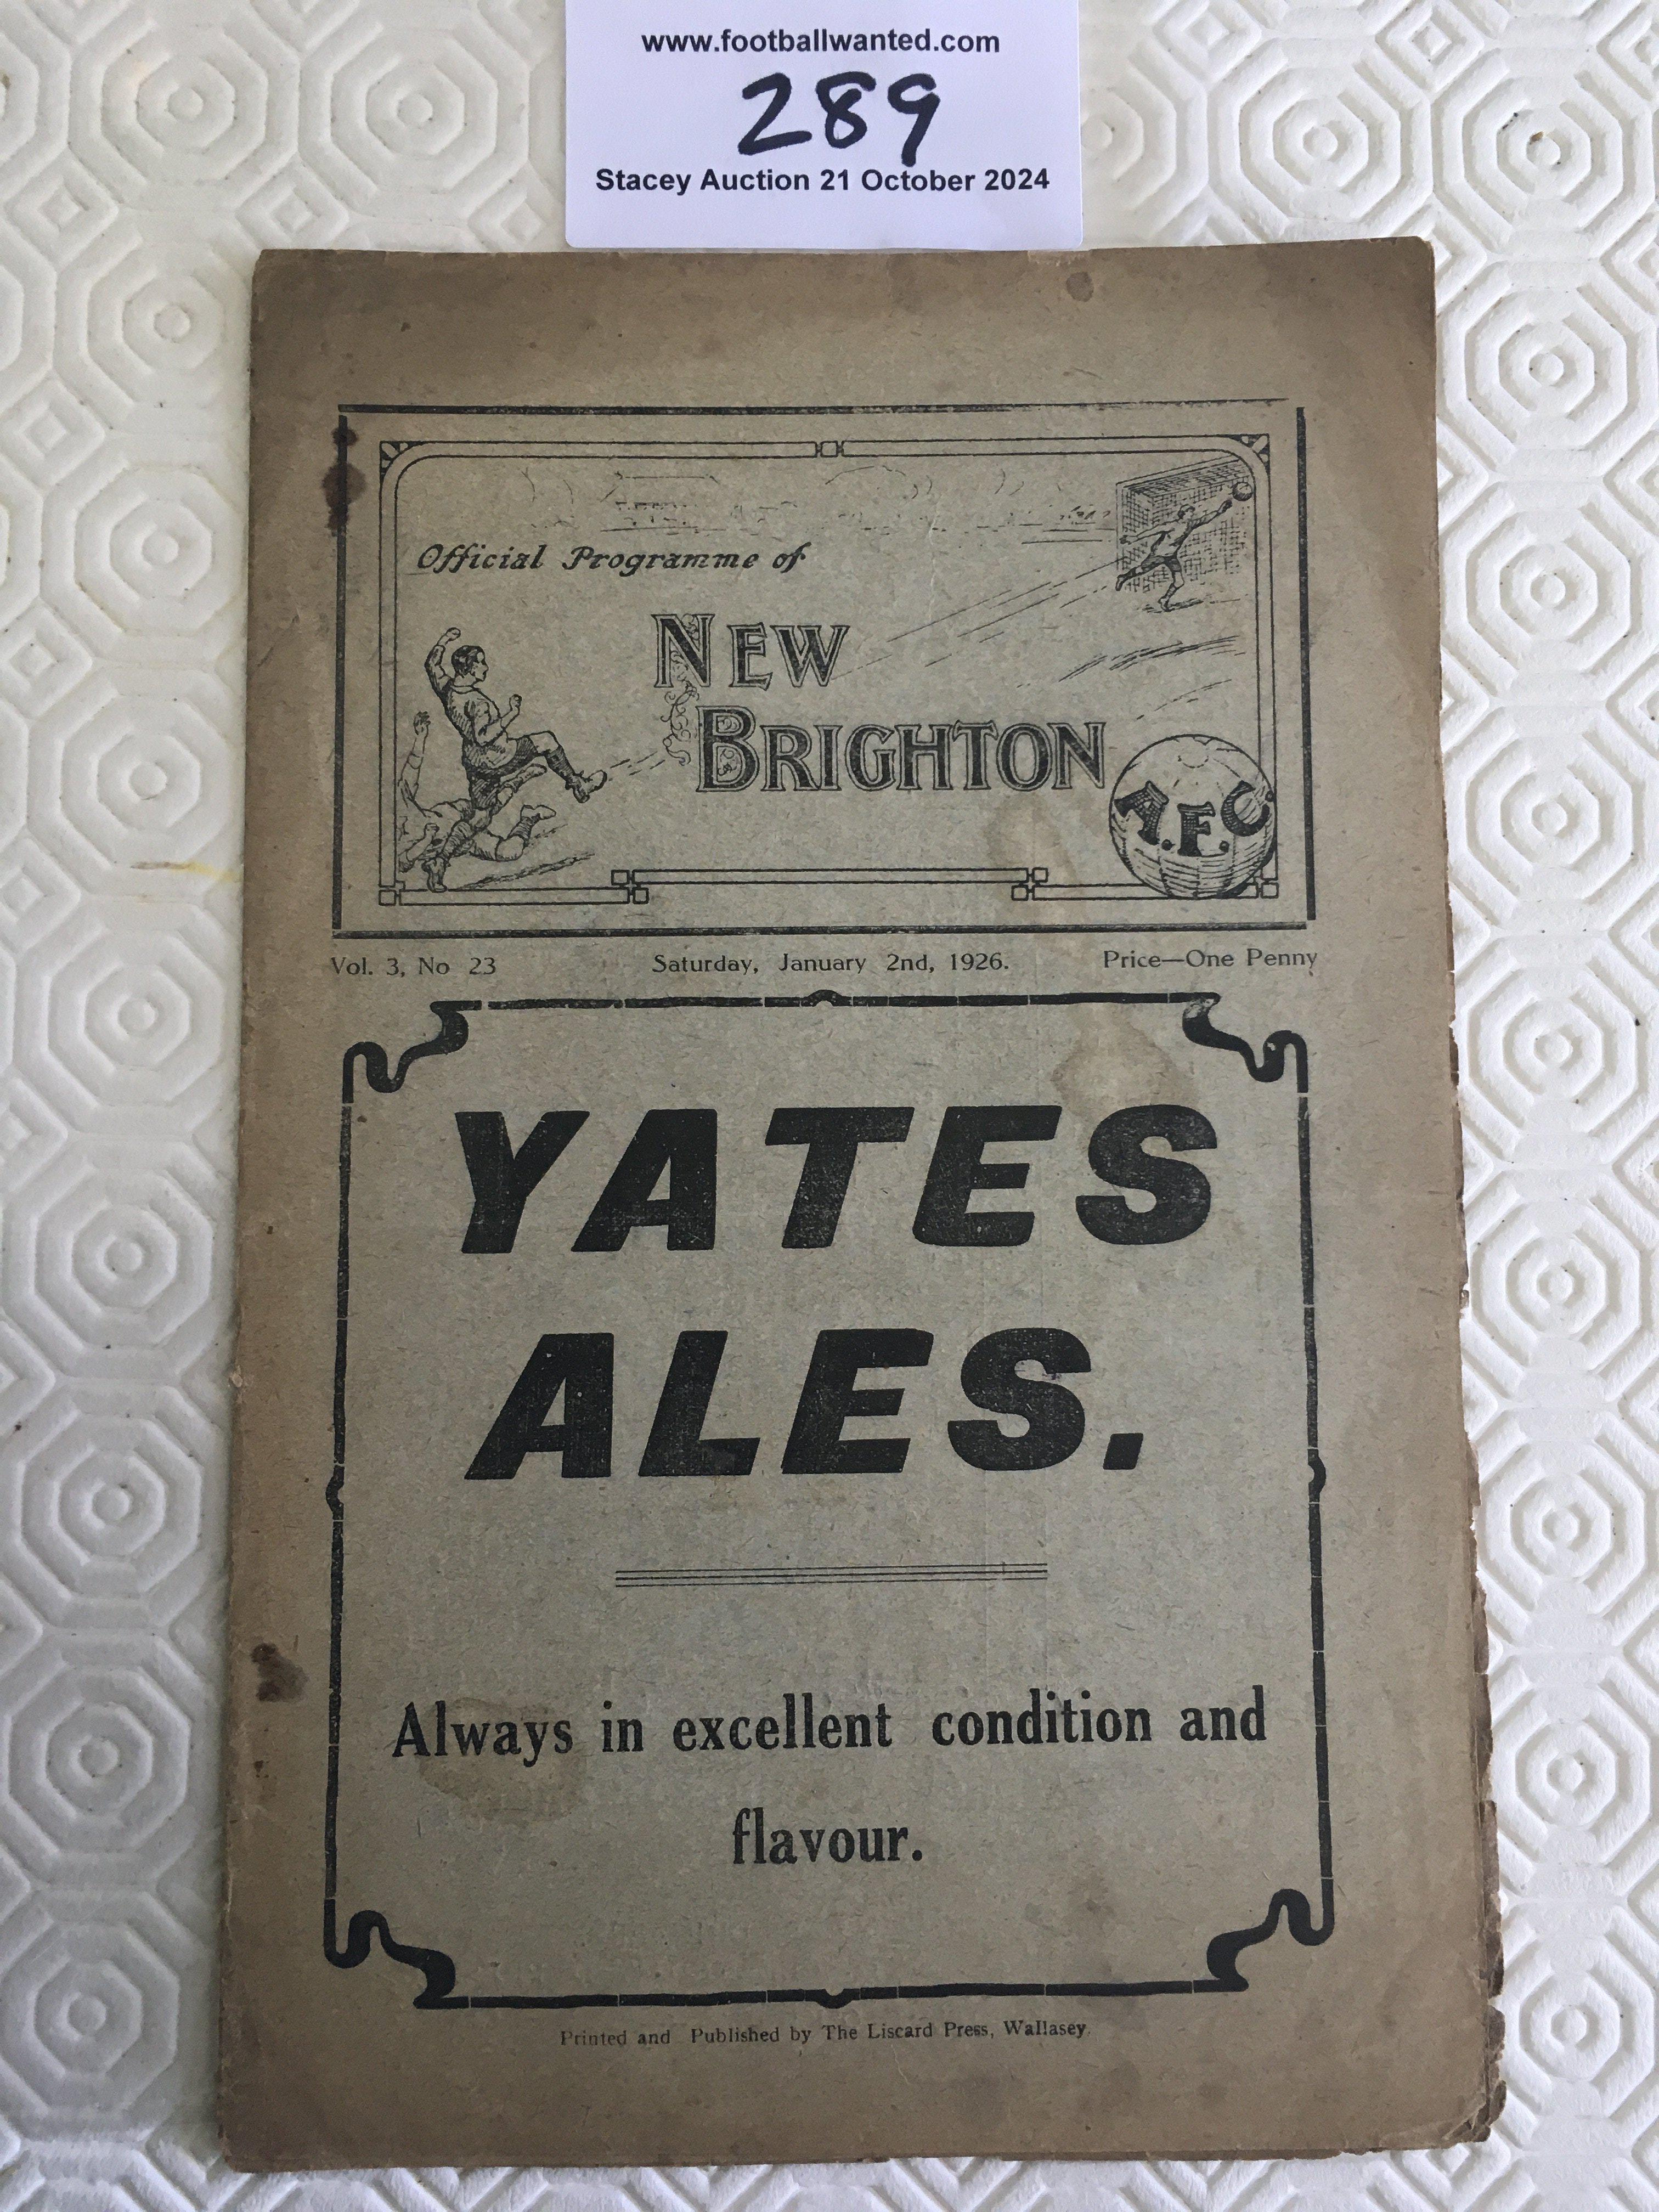 www.footballwanted.com
289
Stacey Auction 21 October 2024
Official Programme of
NEW
BRIGHTON
A.F.C.
Vol. 3, No 23 Saturday, January 2nd, 1926. Price—One Penny
YATES
ALES.
Always in excellent condition and
flavour.
Printed and Published by The Liscard Press, Wallasey.